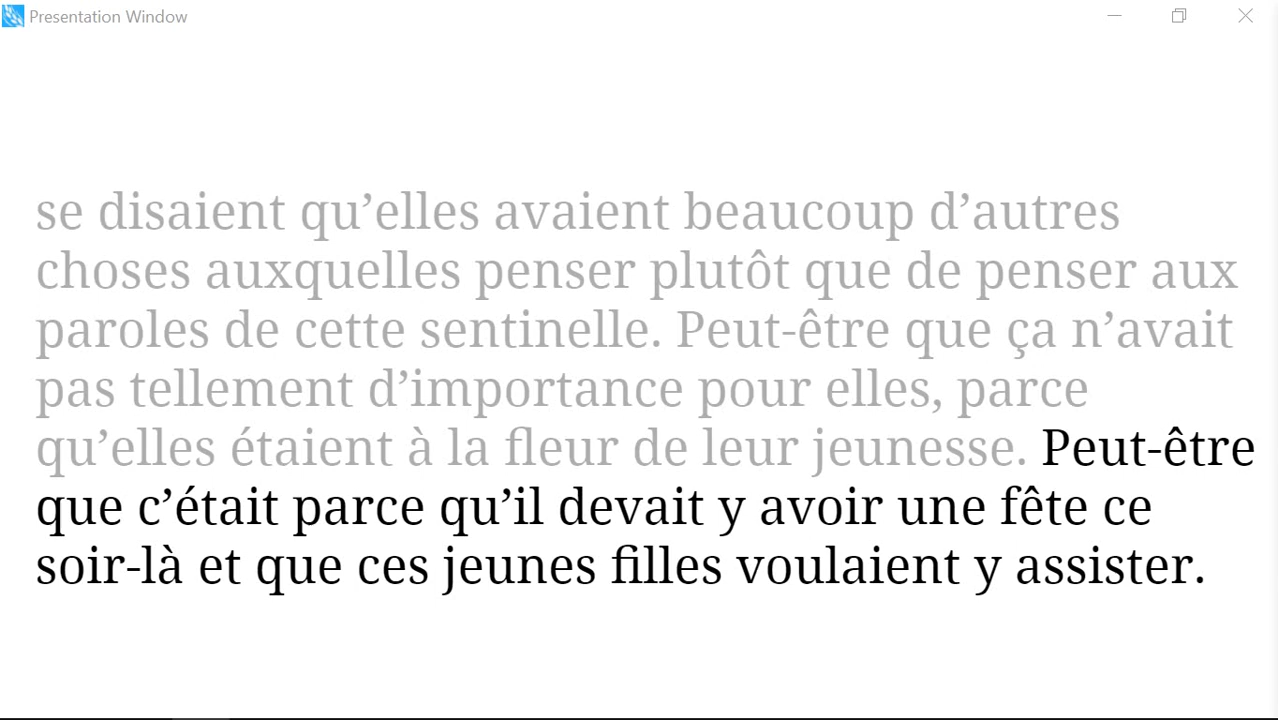 Presentation Window
se disaient qu’elles avaient beaucoup d’autres
choses auxquelles penser plutôt que de penser aux
paroles de cette sentinelle. Peut-être que ça n’avait
pas tellement d’importance pour elles, parce
qu’elles étaient à la fleur de leur jeunesse. Peut-être
que c’était parce qu’il devait y avoir une fête ce
soir-là et que ces jeunes filles voulaient y assister.